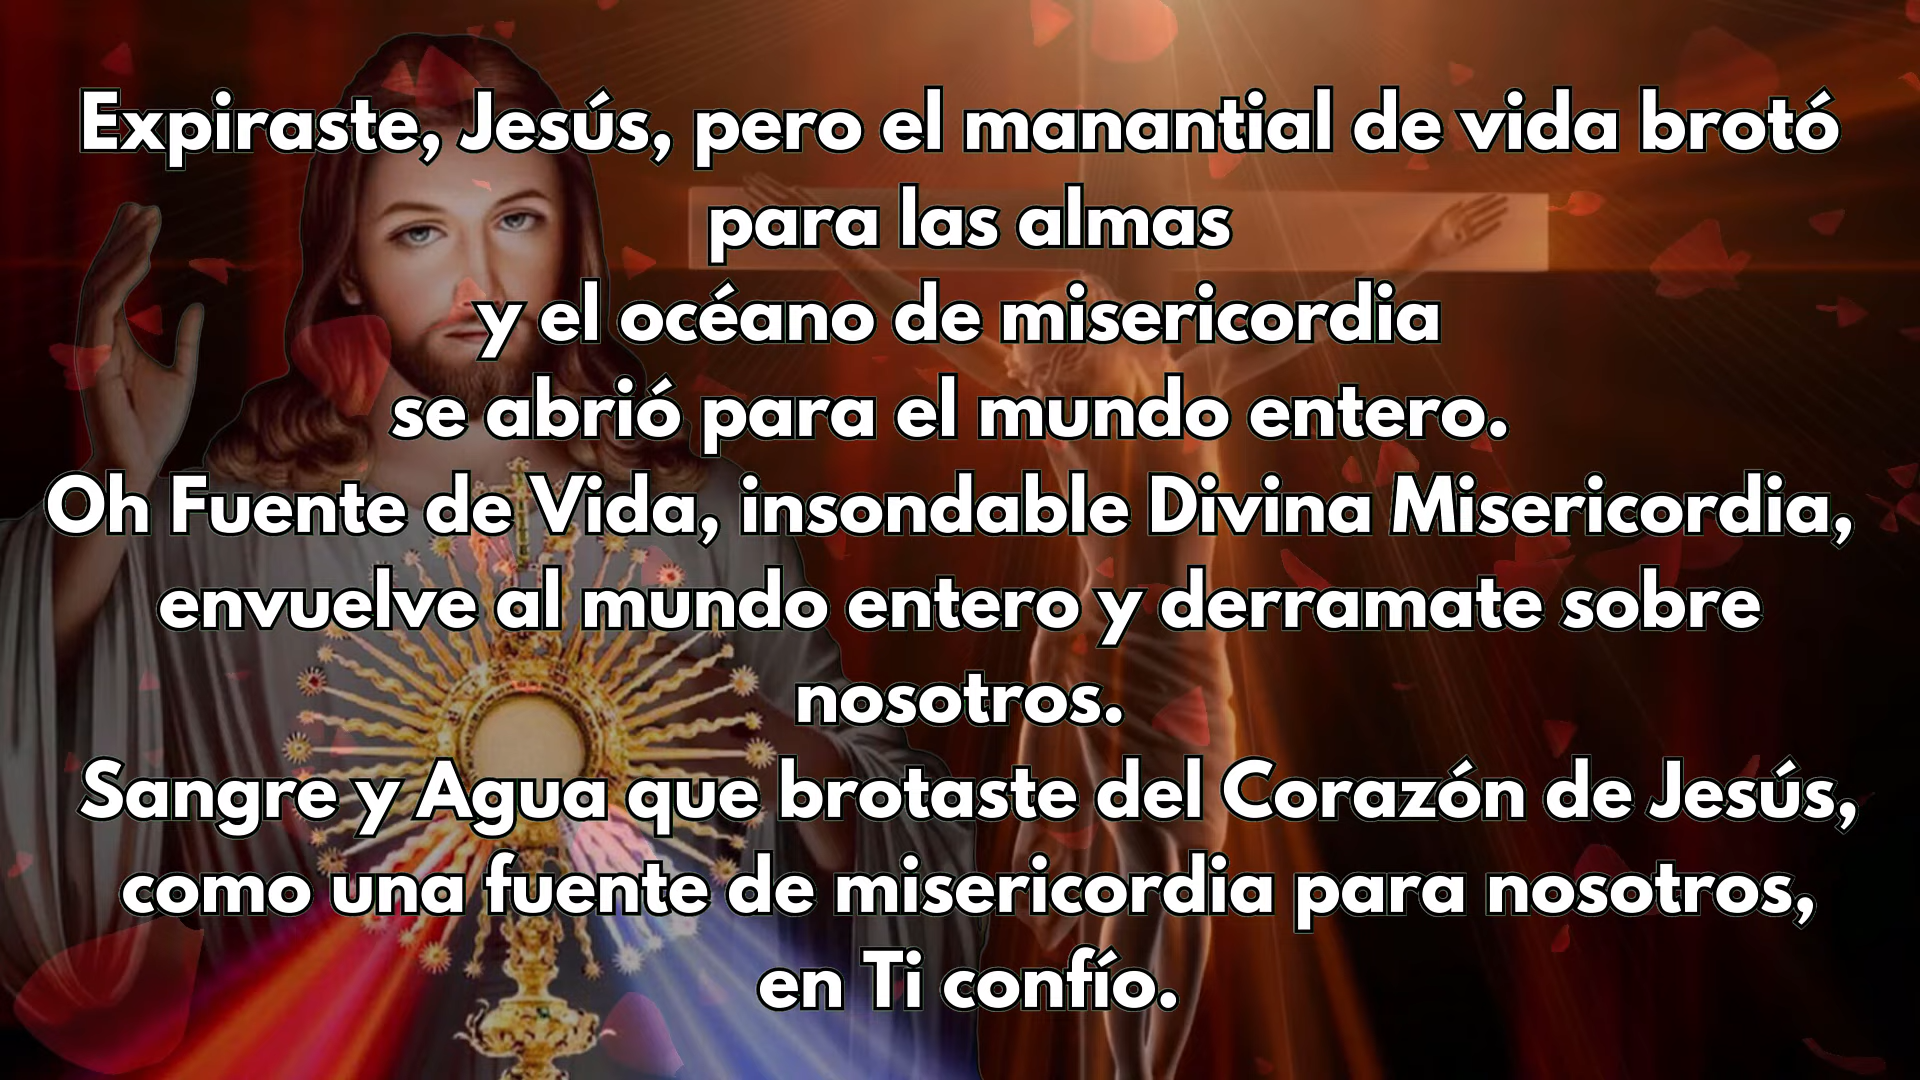 Expiraste, Jesús, pero el manantial de vida brotó
para las almas
y el océano de misericordia
se abrió para el mundo entero.
Oh Fuente de Vida, insondable Divina Misericordia,
envuelve al mundo entero y derramate sobre
nosotros.
Sangre y Agua que brotaste del Corazón de Jesús,
como una fuente de misericordia para nosotros,
en Ti confío.